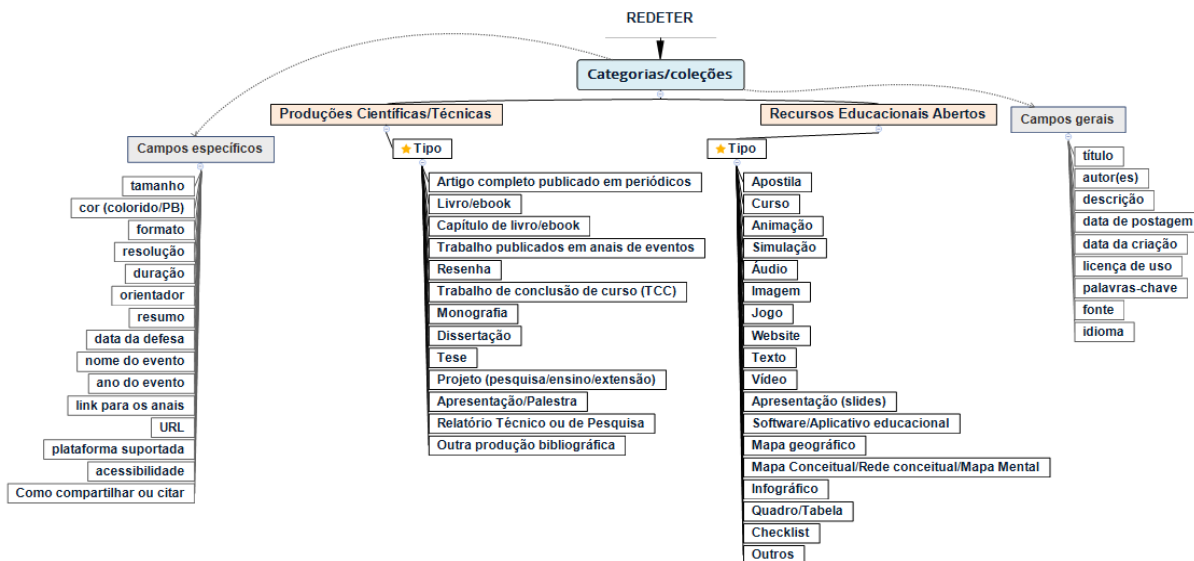 REDETER
Categorias/coleções
Produções Científicas/Técnicas
Recursos Educacionais Abertos
Campos gerais
Campos específicos
Tipo
Tipo
tamanho
cor (colorido/PB)
formato
resolução
duração
orientador
resumo
data da defesa
nome do evento
ano do evento
link para os anais
URL
plataforma suportada
acessibilidade
Como compartilhar ou citar
Artigo completo publicado em periódicos
Livro/ebook
Capítulo de livro/ebook
Trabalho publicados em anais de eventos
Resenha
Trabalho de conclusão de curso (TCC)
Monografia
Dissertação
Tese
Projeto (pesquisa/ensino/extensão)
Apresentação/Palestra
Relatório Técnico ou de Pesquisa
Outra produção bibliográfica
Apostila
Curso
Animação
Simulação
Áudio
Imagem
Jogo
Website
Texto
Vídeo
Apresentação (slides)
Software/Aplicativo educacional
Mapa geográfico
Mapa Conceitual/Rede conceitual/Mapa Mental
Infográfico
Quadro/Tabela
Checklist
Outros
título
autor(es)
descrição
data de postagem
data da criação
licença de uso
palavras-chave
fonte
idioma